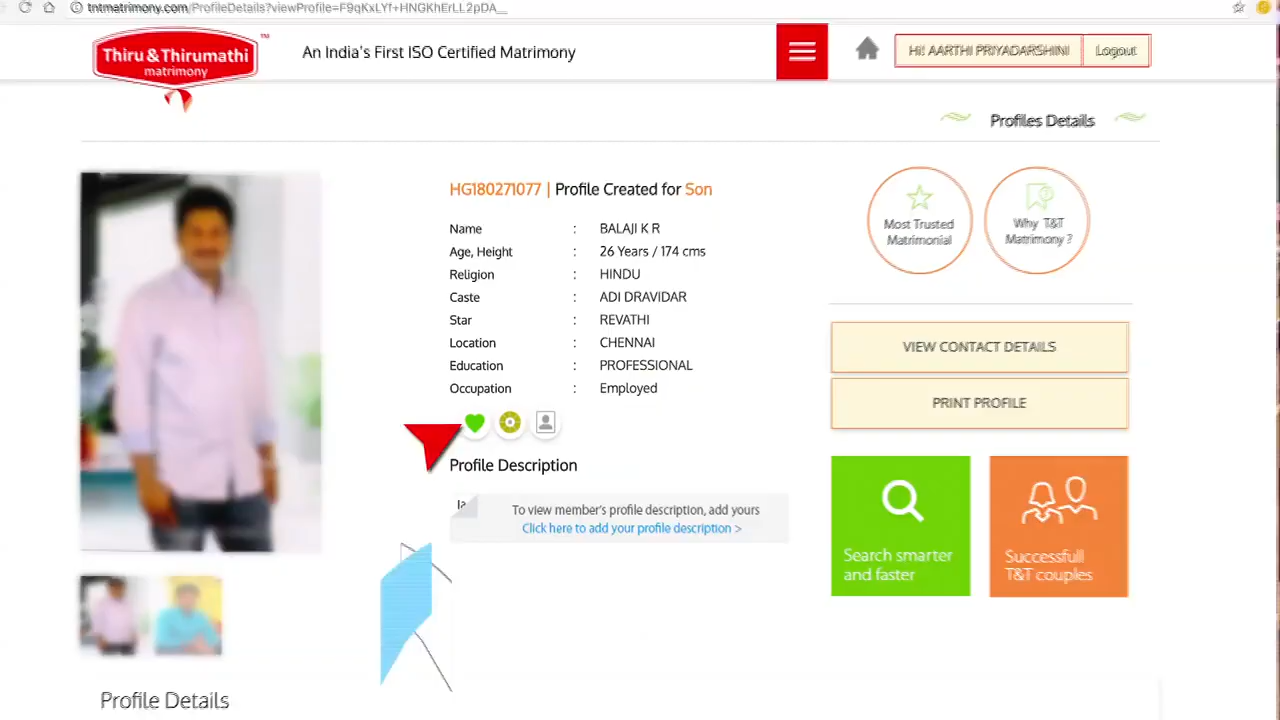 tntmatrimony.com/ProfileDetails?viewProfile=F9qKxLYf+HNGKhErLL2pDA__
Thiru & Thirumathi
matrimony
TM
An India's First ISO Certified Matrimony
Hi! AARTHI PRIYADARSHINI
Logout
Profiles Details
HG180271077 | Profile Created for Son
Name : BALAJI K R
Age, Height : 26 Years / 174 cms
Religion : HINDU
Caste : ADI DRAVIDAR
Star : REVATHI
Location : CHENNAI
Education : PROFESSIONAL
Occupation : Employed
Profile Description
Ia
To view member's profile description, add yours
Click here to add your profile description >
Most Trusted
Matrimonial
Why T&T
Matrimony ?
VIEW CONTACT DETAILS
PRINT PROFILE
Search smarter
and faster
Successfull
T&T couples
Profile Details